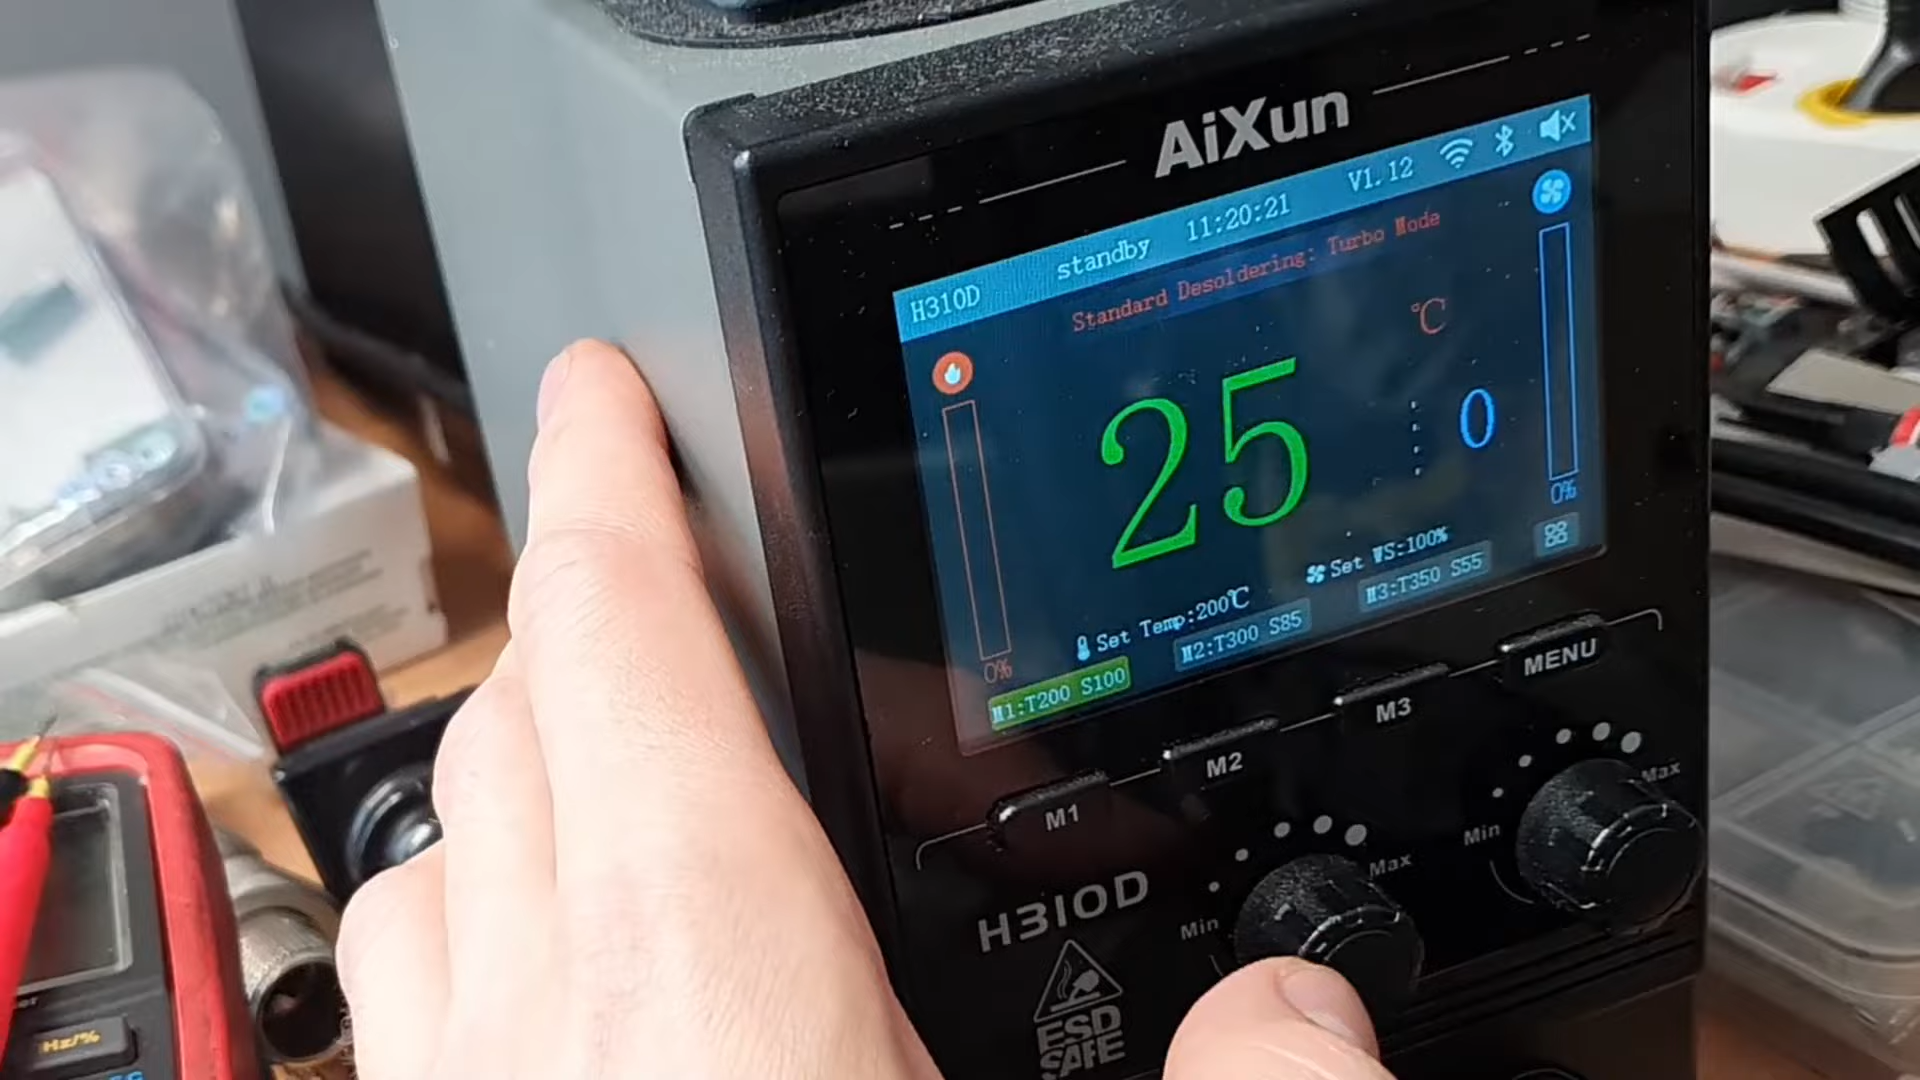 AiXun
H310D standby 11:20:21 V1.12
Standard Desoldering: Turbo Mode
℃
25
0
0%
Set WS:100%
Set Temp:200℃
0%
M1:T200 S100 M2:T300 S85 M3:T350 S55
M1 M2 M3 MENU
Min Max
Min Max
H310D
ESD
SAFE
Hz/%